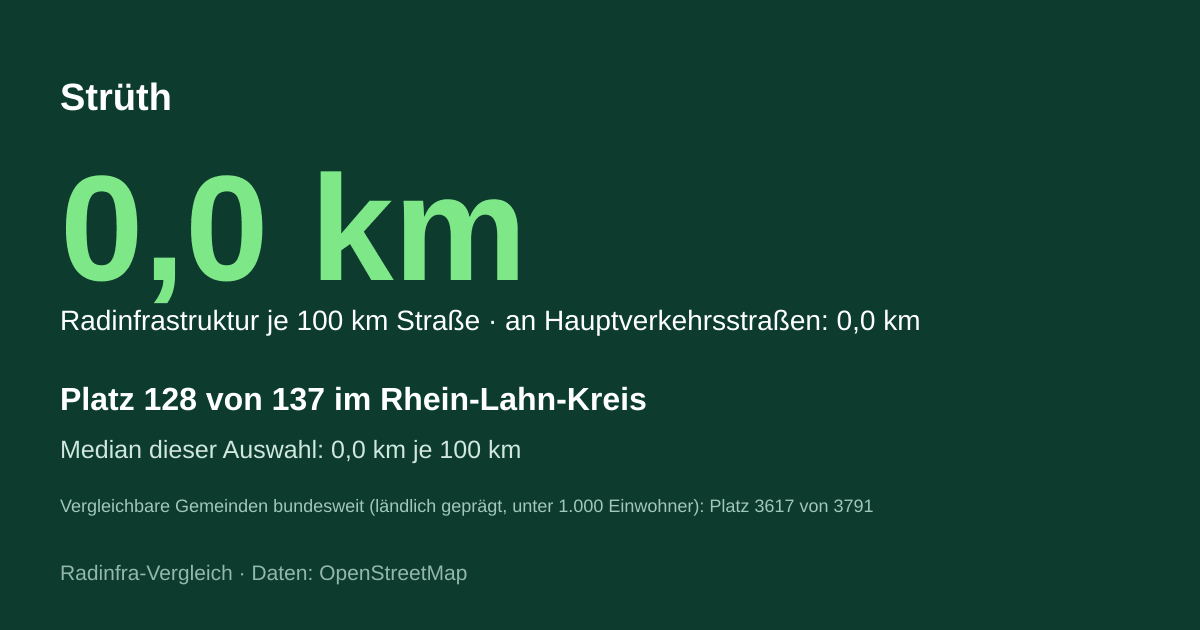 Strüth
0,0 km
Radinfrastruktur je 100 km Straße · an Hauptverkehrsstraßen: 0,0 km
Platz 128 von 137 im Rhein-Lahn-Kreis
Median dieser Auswahl: 0,0 km je 100 km
Vergleichbare Gemeinden bundesweit (ländlich geprägt, unter 1.000 Einwohner): Platz 3617 von 3791
Radinfra-Vergleich · Daten: OpenStreetMap